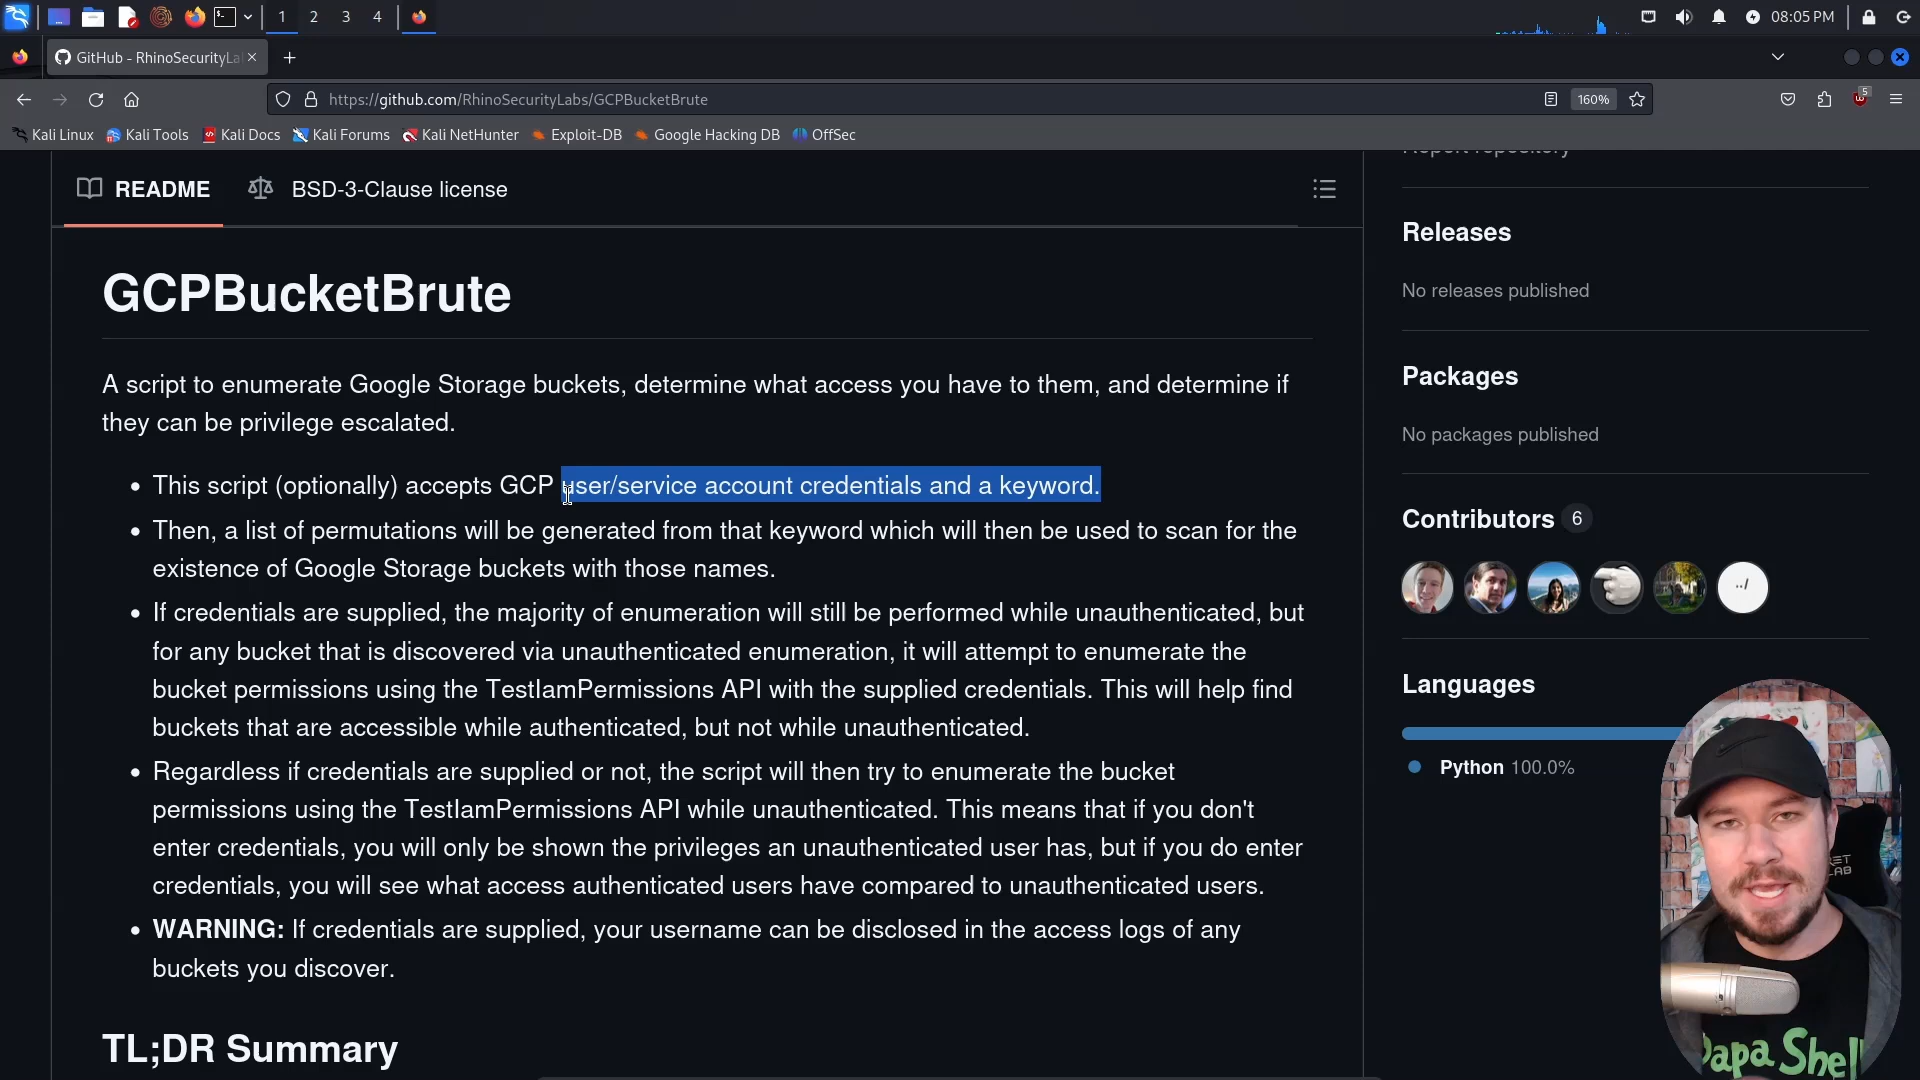 1 2 3 4
08:05 PM
GitHub - RhinoSecurityLa
https://github.com/RhinoSecurityLabs/GCPBucketBrute
160%
5
Kali Linux Kali Tools Kali Docs Kali Forums Kali NetHunter Exploit-DB Google Hacking DB OffSec
Report repository
README BSD-3-Clause license
Releases
No releases published
Packages
No packages published
Contributors 6
Languages
Python 100.0%
GCPBucketBrute
A script to enumerate Google Storage buckets, determine what access you have to them, and determine if
they can be privilege escalated.
• This script (optionally) accepts GCP user/service account credentials and a keyword.
• Then, a list of permutations will be generated from that keyword which will then be used to scan for the
existence of Google Storage buckets with those names.
• If credentials are supplied, the majority of enumeration will still be performed while unauthenticated, but
for any bucket that is discovered via unauthenticated enumeration, it will attempt to enumerate the
bucket permissions using the TestIamPermissions API with the supplied credentials. This will help find
buckets that are accessible while authenticated, but not while unauthenticated.
• Regardless if credentials are supplied or not, the script will then try to enumerate the bucket
permissions using the TestIamPermissions API while unauthenticated. This means that if you don't
enter credentials, you will only be shown the privileges an unauthenticated user has, but if you do enter
credentials, you will see what access authenticated users have compared to unauthenticated users.
• WARNING: If credentials are supplied, your username can be disclosed in the access logs of any
buckets you discover.
TL;DR Summary
Papa Shell